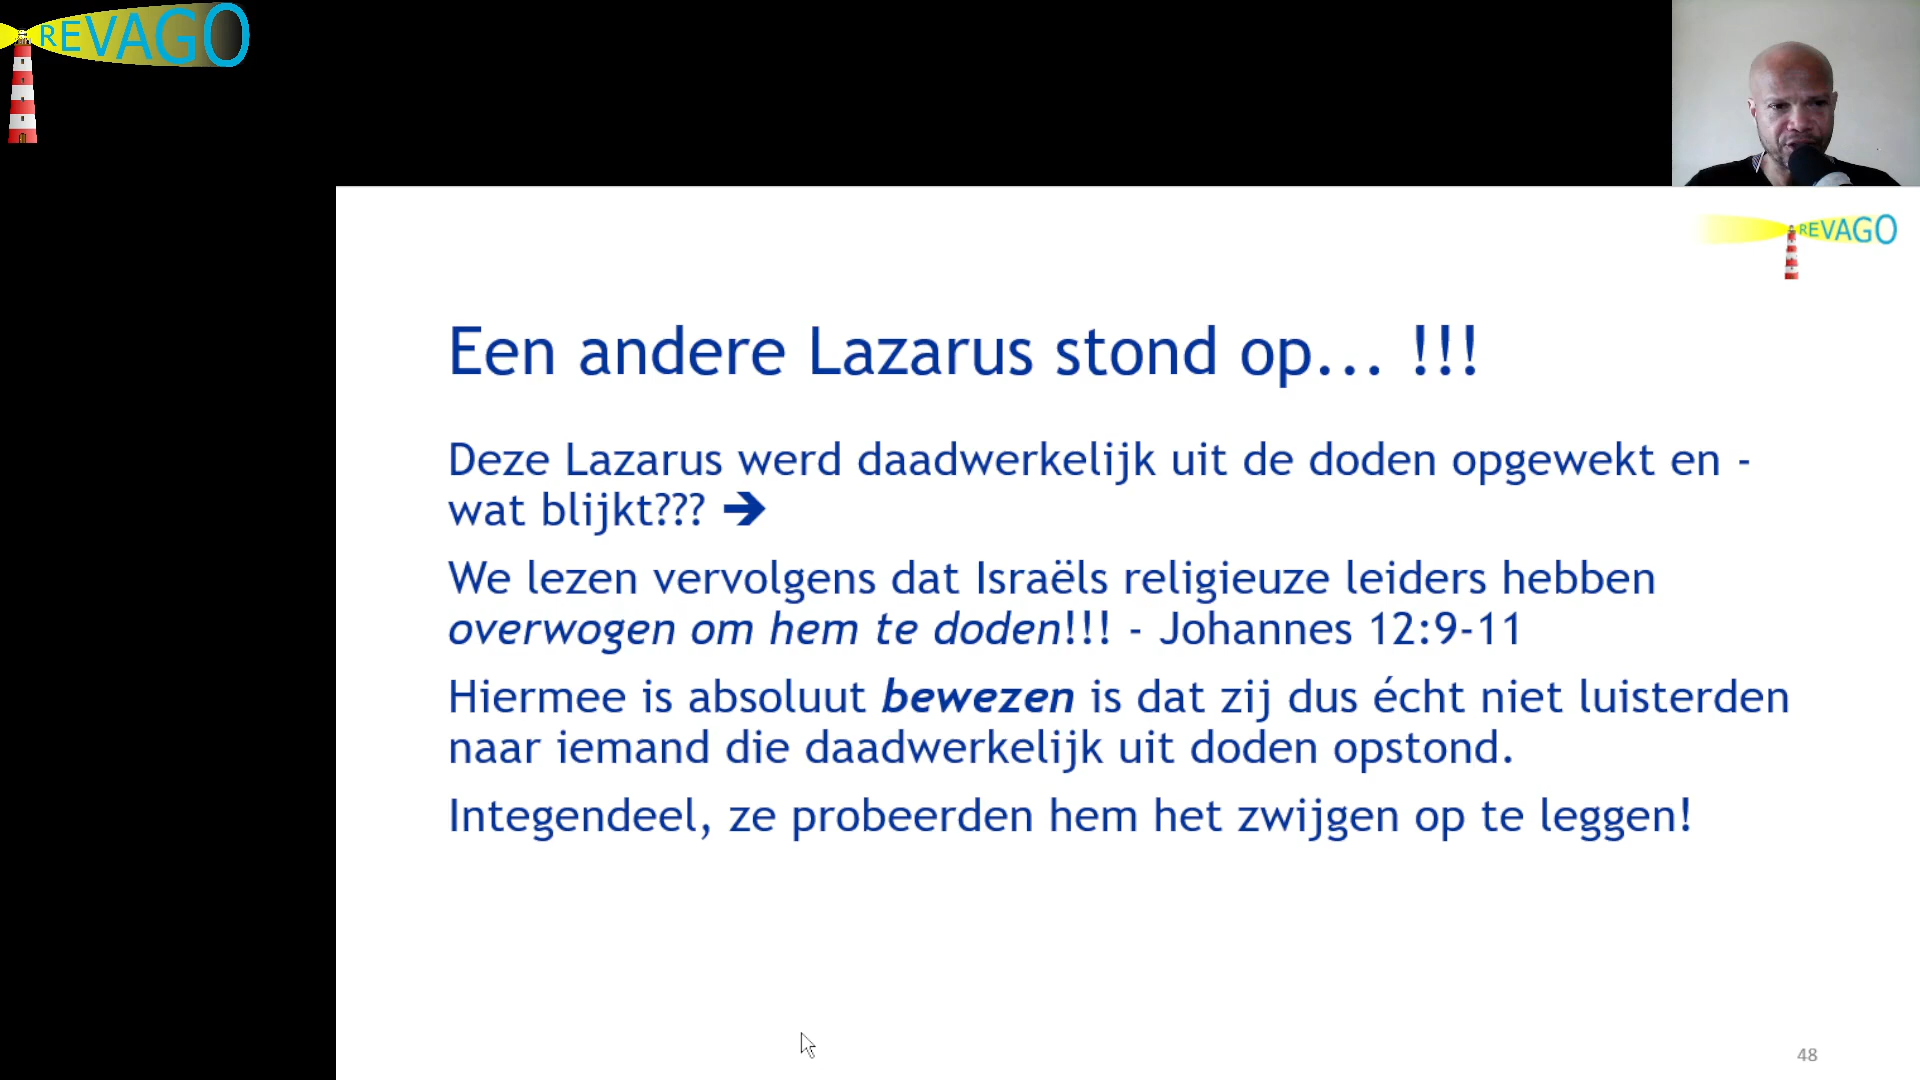 REVAGO
REVAGO
Een andere Lazarus stond op... !!!
Deze Lazarus werd daadwerkelijk uit de doden opgewekt en -
wat blijkt??? ➔
We lezen vervolgens dat Israëls religieuze leiders hebben
overwogen om hem te doden!!! - Johannes 12:9-11
Hiermee is absoluut bewezen is dat zij dus écht niet luisterden
naar iemand die daadwerkelijk uit doden opstond.
Integendeel, ze probeerden hem het zwijgen op te leggen!
48